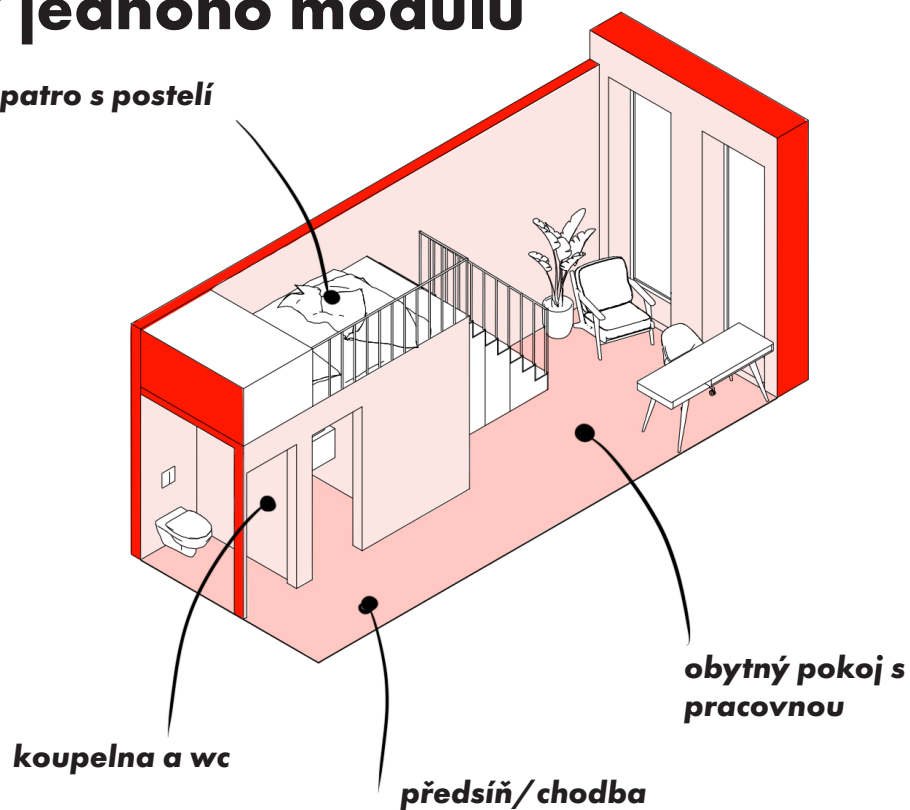 jednoho modulu
patro s postelí
obytný pokoj s
pracovnou
koupelna a wc
předsíň/chodba